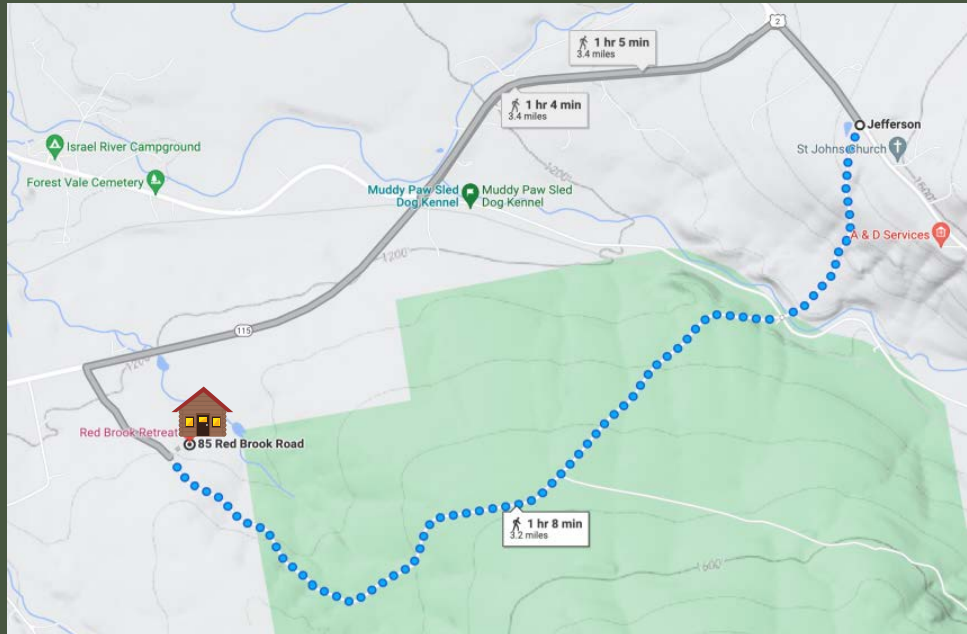 2
1 hr 5 min
3.4 miles
1 hr 4 min
3.4 miles
Jefferson
St Johns Church
Israel River Campground
Forest Vale Cemetery
1200
1500
Muddy Paw Sled
Dog Kennel
Muddy Paw Sled
Dog Kennel
A & D Services
1200
115
1200
Red Brook Retreat
85 Red Brook Road
1 hr 8 min
3.2 miles
1600